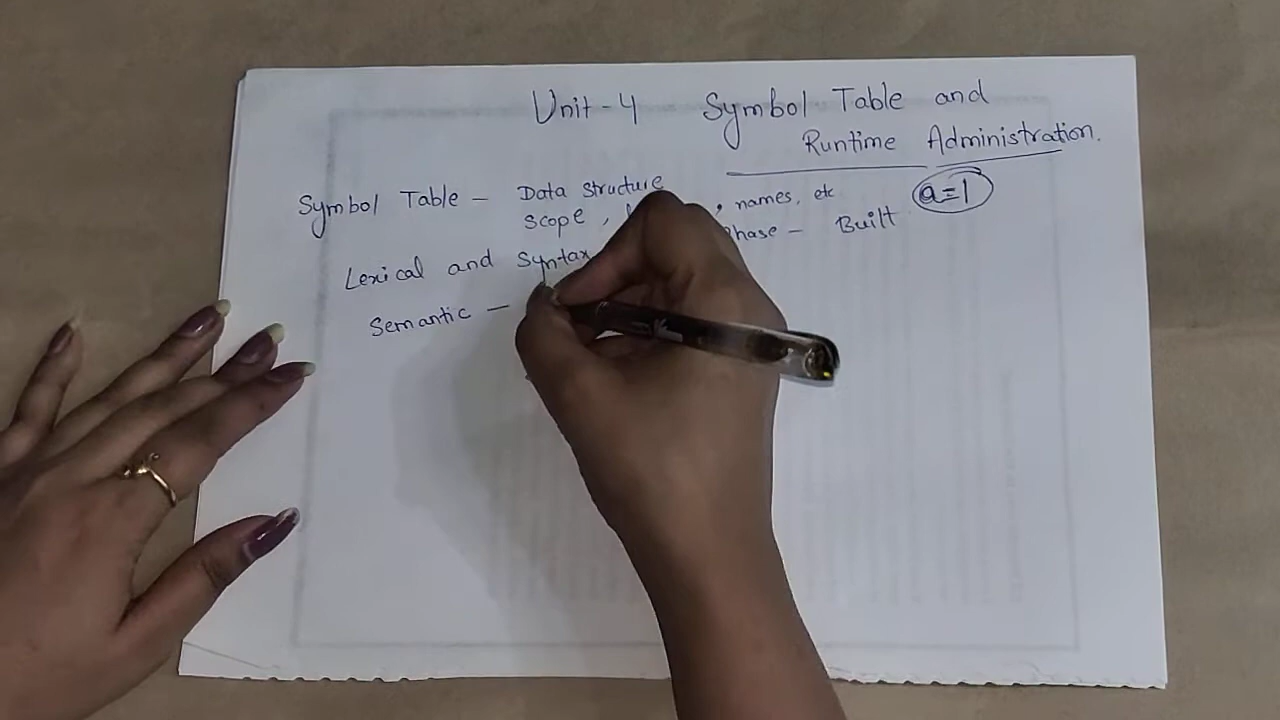 Unit - 4 Symbol Table and
Runtime Administration.
Symbol Table - Data Structure
Scope, , names, etc
a=1
Lexical and Syntax Phase - Built
Semantic -